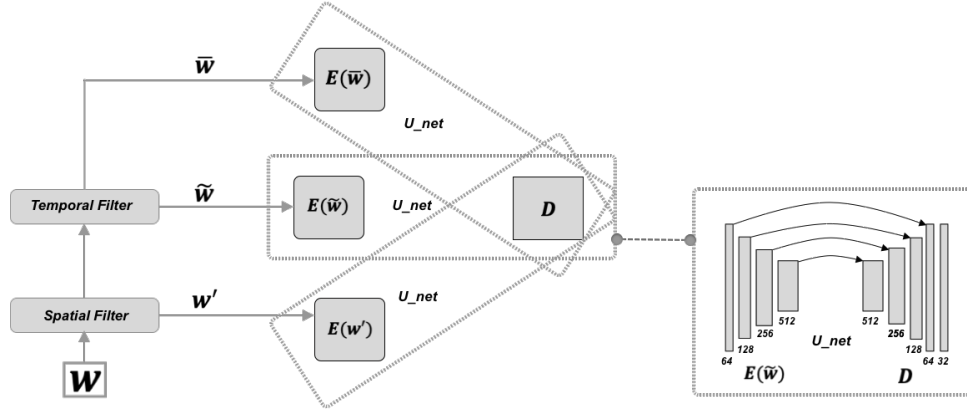 w̅
E(w̅)
U_net
Temporal Filter
w̃
E(w̃)
U_net
D
Spatial Filter
w′
U_net
E(w′)
w
512
512
256
256
U_net
128
128
64
64
32
E(w̃)
D